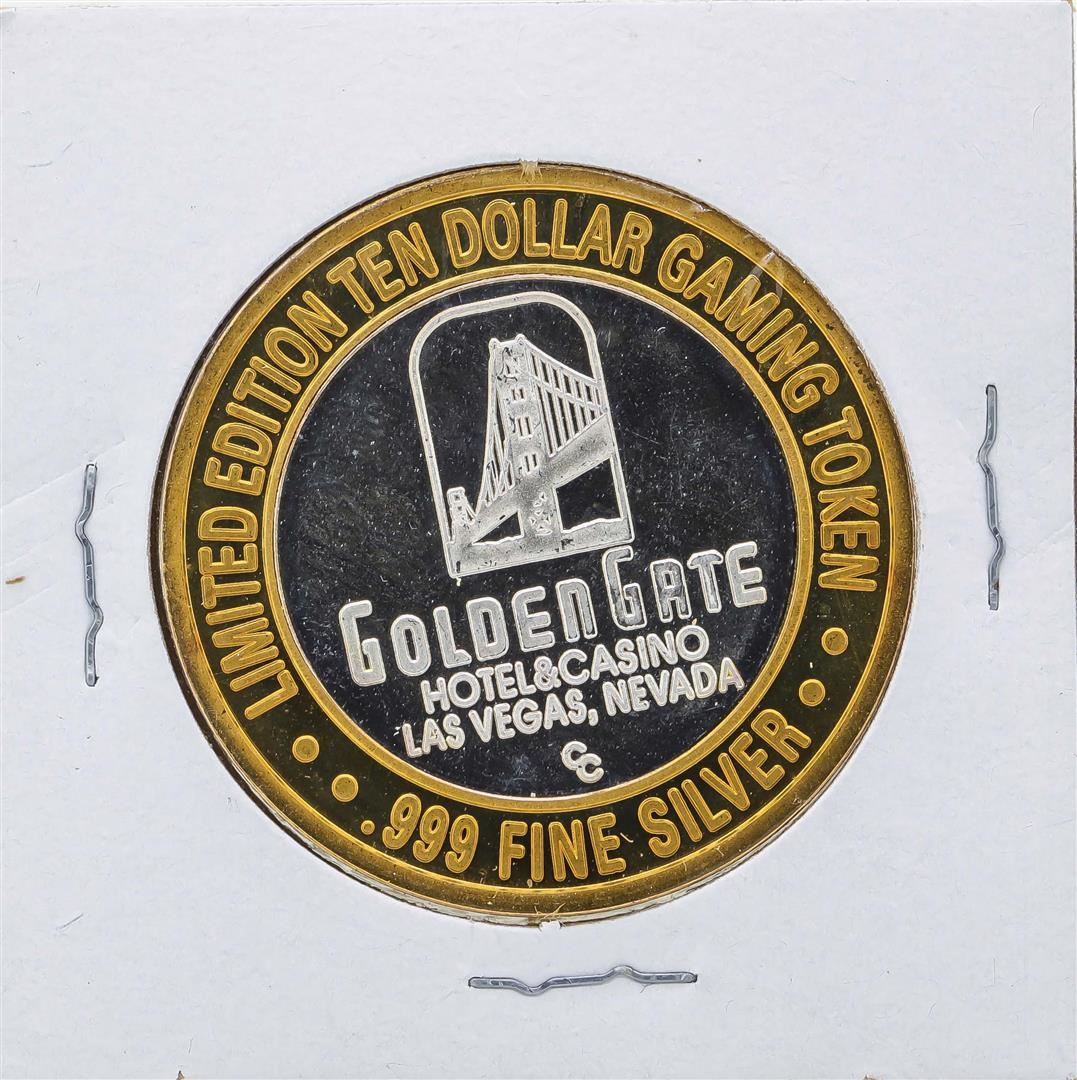 LIMITED EDITION TEN DOLLAR GAMING TOKEN
GOLDEN GATE
HOTEL&CASINO
LAS VEGAS, NEVADA
CC
.999 FINE SILVER